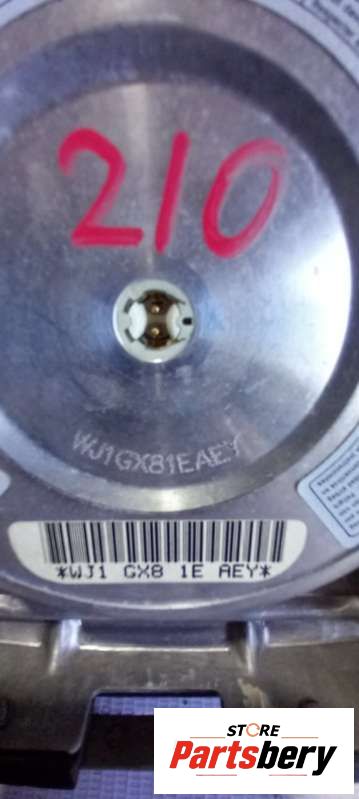 210
WJ1GX81EAEY
*WJ1 GX8 1E AEY*
STORE
Partsbery